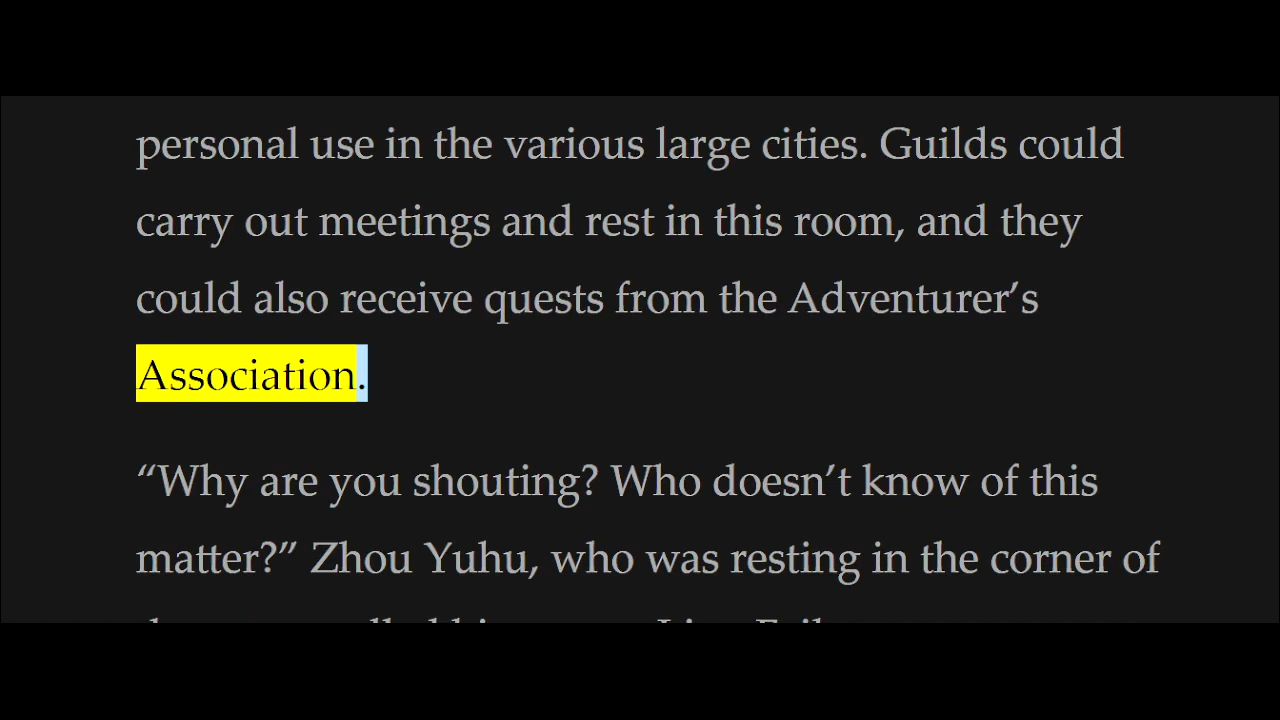 personal use in the various large cities. Guilds could
carry out meetings and rest in this room, and they
could also receive quests from the Adventurer’s
Association.
“Why are you shouting? Who doesn’t know of this
matter?” Zhou Yuhu, who was resting in the corner of